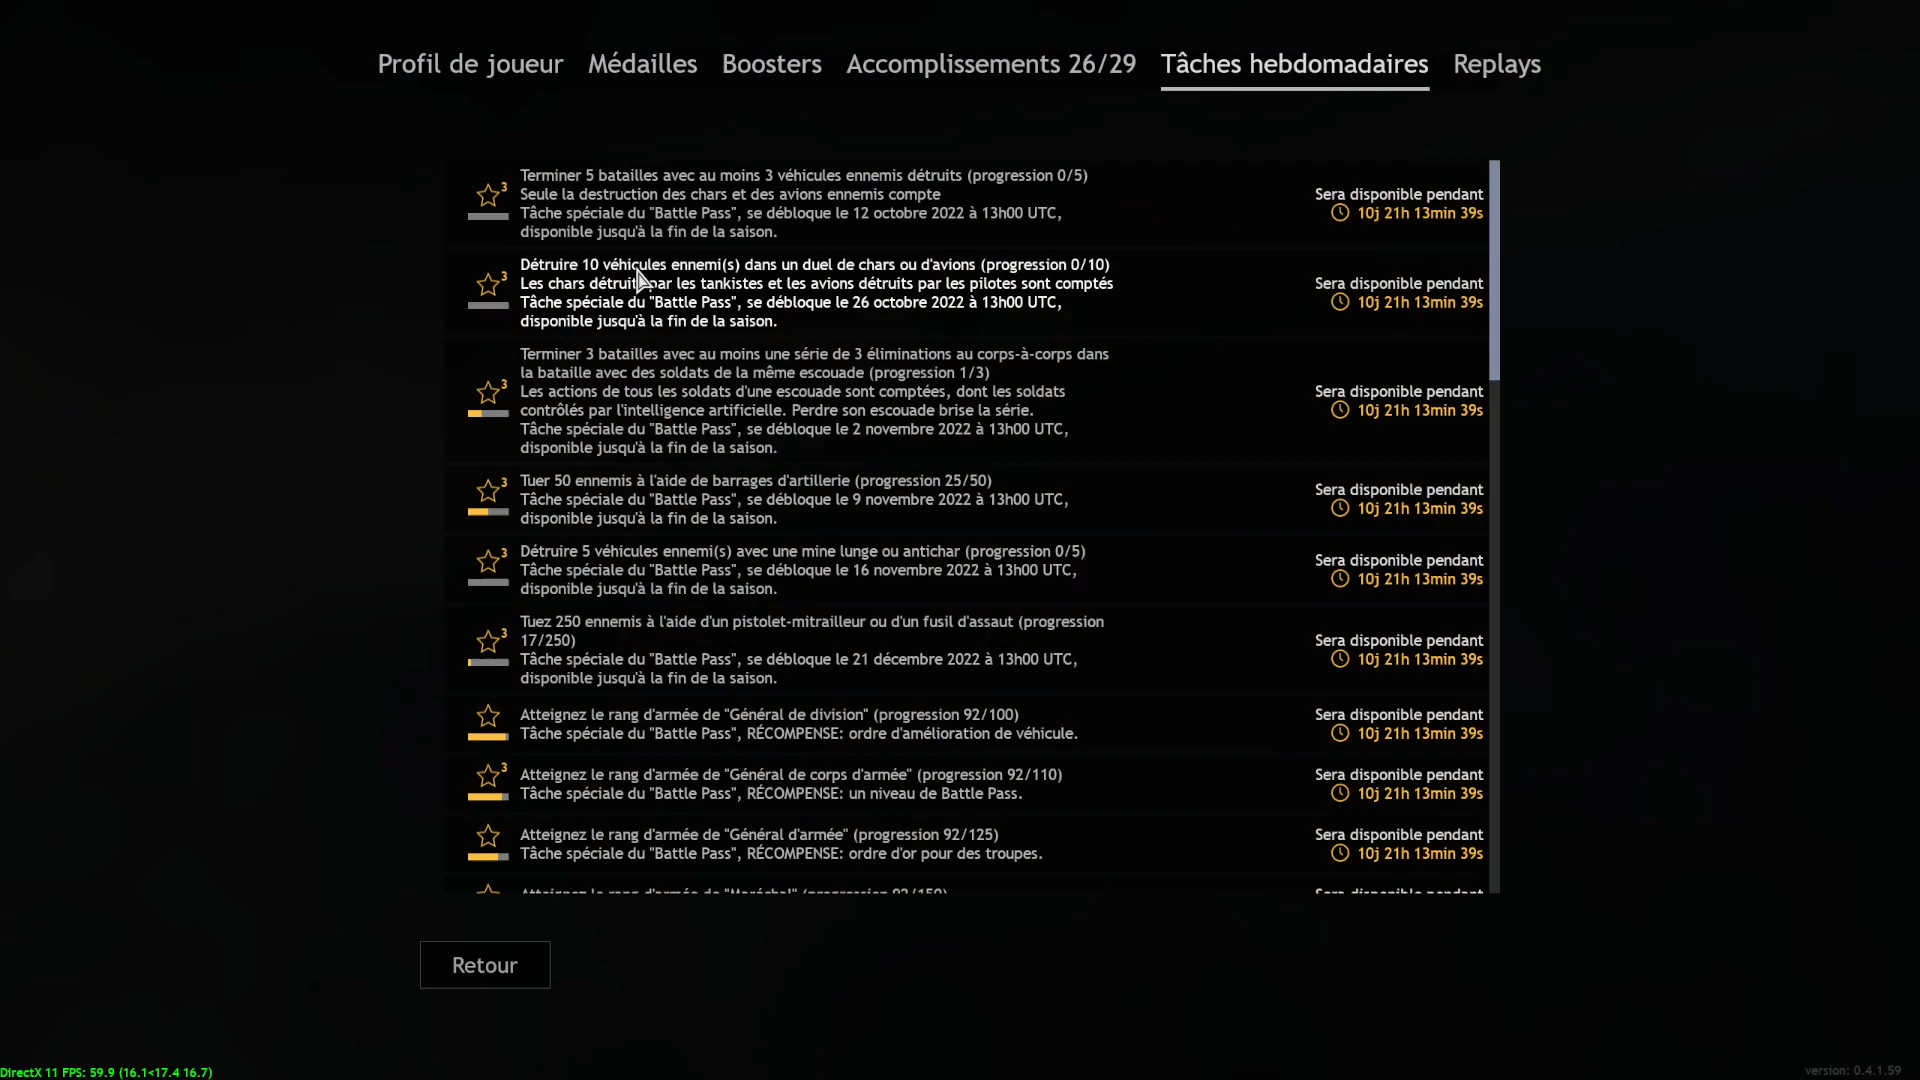 Profil de joueur Médailles Boosters Accomplissements 26/29 Tâches hebdomadaires Replays
3
Terminer 5 batailles avec au moins 3 véhicules ennemis détruits (progression 0/5)
Seule la destruction des chars et des avions ennemis compte
Tâche spéciale du "Battle Pass", se débloque le 12 octobre 2022 à 13h00 UTC,
disponible jusqu'à la fin de la saison.
Sera disponible pendant
10j 21h 13min 39s
3
Détruire 10 véhicules ennemi(s) dans un duel de chars ou d'avions (progression 0/10)
Les chars détruits par les tankistes et les avions détruits par les pilotes sont comptés
Tâche spéciale du "Battle Pass", se débloque le 26 octobre 2022 à 13h00 UTC,
disponible jusqu'à la fin de la saison.
Sera disponible pendant
10j 21h 13min 39s
3
Terminer 3 batailles avec au moins une série de 3 éliminations au corps-à-corps dans
la bataille avec des soldats de la même escouade (progression 1/3)
Les actions de tous les soldats d'une escouade sont comptées, dont les soldats
contrôlés par l'intelligence artificielle. Perdre son escouade brise la série.
Tâche spéciale du "Battle Pass", se débloque le 2 novembre 2022 à 13h00 UTC,
disponible jusqu'à la fin de la saison.
Sera disponible pendant
10j 21h 13min 39s
3
Tuer 50 ennemis à l'aide de barrages d'artillerie (progression 25/50)
Tâche spéciale du "Battle Pass", se débloque le 9 novembre 2022 à 13h00 UTC,
disponible jusqu'à la fin de la saison.
Sera disponible pendant
10j 21h 13min 39s
3
Détruire 5 véhicules ennemi(s) avec une mine lunge ou antichar (progression 0/5)
Tâche spéciale du "Battle Pass", se débloque le 16 novembre 2022 à 13h00 UTC,
disponible jusqu'à la fin de la saison.
Sera disponible pendant
10j 21h 13min 39s
3
Tuez 250 ennemis à l'aide d'un pistolet-mitrailleur ou d'un fusil d'assaut (progression
17/250)
Tâche spéciale du "Battle Pass", se débloque le 21 décembre 2022 à 13h00 UTC,
disponible jusqu'à la fin de la saison.
Sera disponible pendant
10j 21h 13min 39s
Atteignez le rang d'armée de "Général de division" (progression 92/100)
Tâche spéciale du "Battle Pass", RÉCOMPENSE: ordre d'amélioration de véhicule.
Sera disponible pendant
10j 21h 13min 39s
3
Atteignez le rang d'armée de "Général de corps d'armée" (progression 92/110)
Tâche spéciale du "Battle Pass", RÉCOMPENSE: un niveau de Battle Pass.
Sera disponible pendant
10j 21h 13min 39s
Atteignez le rang d'armée de "Général d'armée" (progression 92/125)
Tâche spéciale du "Battle Pass", RÉCOMPENSE: ordre d'or pour des troupes.
Sera disponible pendant
10j 21h 13min 39s
Atteignez le rang d'armée de "Maréchal" (progression 92/150)
Sera disponible pendant
Retour
DirectX 11 FPS: 59.9 (16.1<17.4 16.7)
version: 0.4.1.59